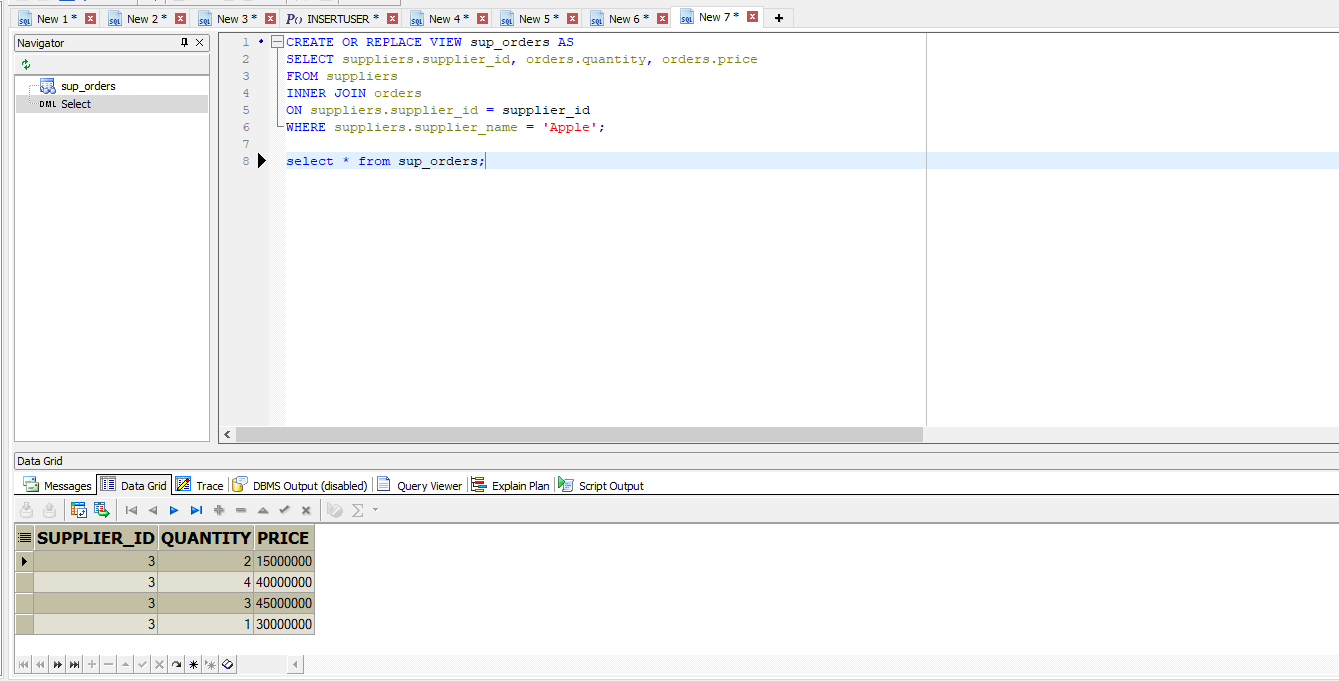 New 1 * New 2 * New 3 * P() INSERTUSER * New 4 * New 5 * New 6 * New 7 *
Navigator
sup_orders
DML Select
1 CREATE OR REPLACE VIEW sup_orders AS
2 SELECT suppliers.supplier_id, orders.quantity, orders.price
3 FROM suppliers
4 INNER JOIN orders
5 ON suppliers.supplier_id = supplier_id
6 WHERE suppliers.supplier_name = 'Apple';
7
8 select * from sup_orders;
Data Grid
Messages Data Grid Trace DBMS Output (disabled) Query Viewer Explain Plan Script Output
SUPPLIER_ID QUANTITY PRICE
3 2 15000000
3 4 40000000
3 3 45000000
3 1 30000000